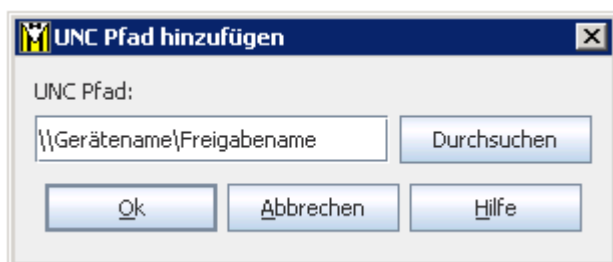 UNC Pfad hinzufügen
UNC Pfad:
\\Gerätename\Freigabename
Durchsuchen
Ok Abbrechen Hilfe